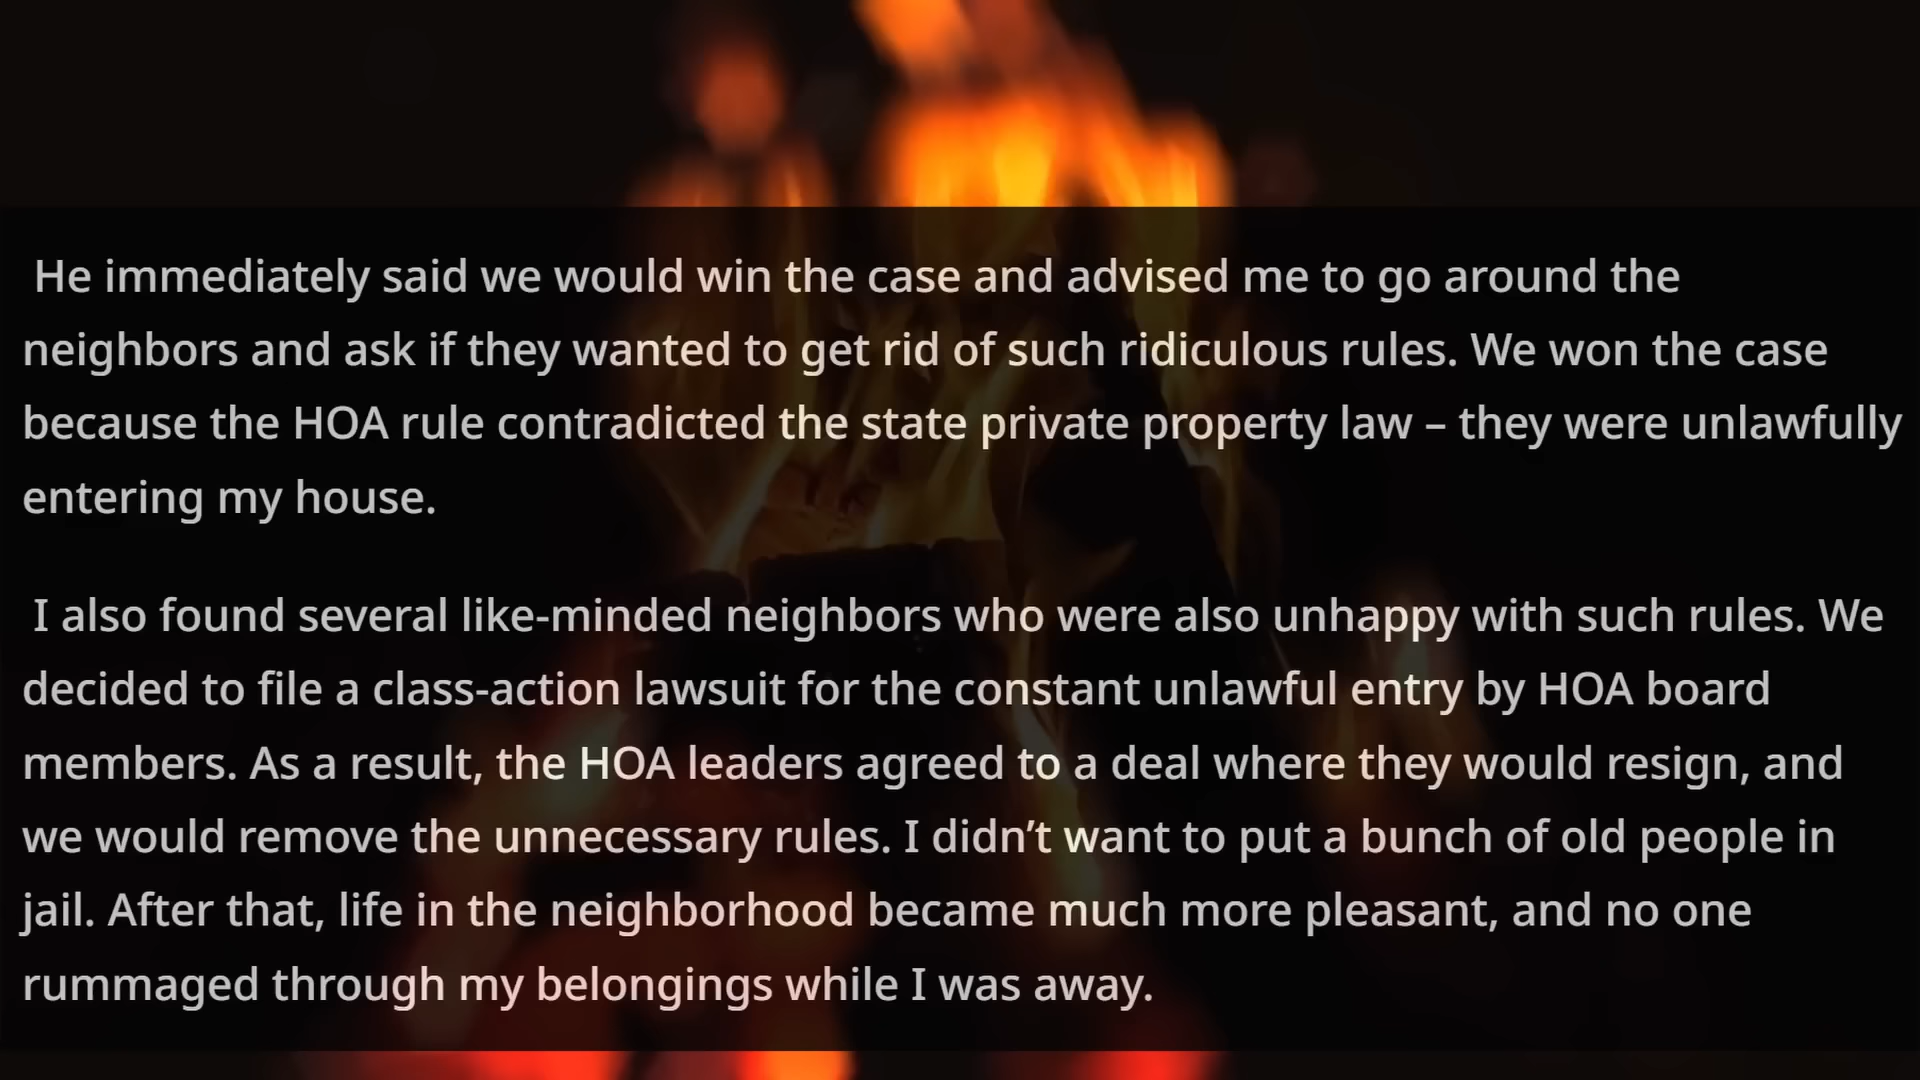 He immediately said we would win the case and advised me to go around the
neighbors and ask if they wanted to get rid of such ridiculous rules. We won the case
because the HOA rule contradicted the state private property law – they were unlawfully
entering my house.
I also found several like-minded neighbors who were also unhappy with such rules. We
decided to file a class-action lawsuit for the constant unlawful entry by HOA board
members. As a result, the HOA leaders agreed to a deal where they would resign, and
we would remove the unnecessary rules. I didn’t want to put a bunch of old people in
jail. After that, life in the neighborhood became much more pleasant, and no one
rummaged through my belongings while I was away.